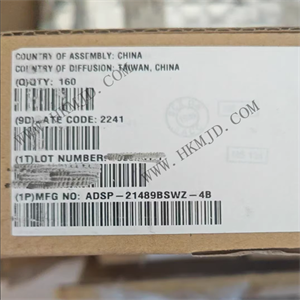 COUNTRY OF ASSEMBLY: CHINA
COUNTRY OF DIFFUSION: TAIWAN, CHINA
(Q)QTY: 160
(9D) ATE CODE: 2241
(1T)LOT NUMBER:
(1P)MFG NO: ADSP-21489BSWZ-4B
WWW.HKMJD.COM